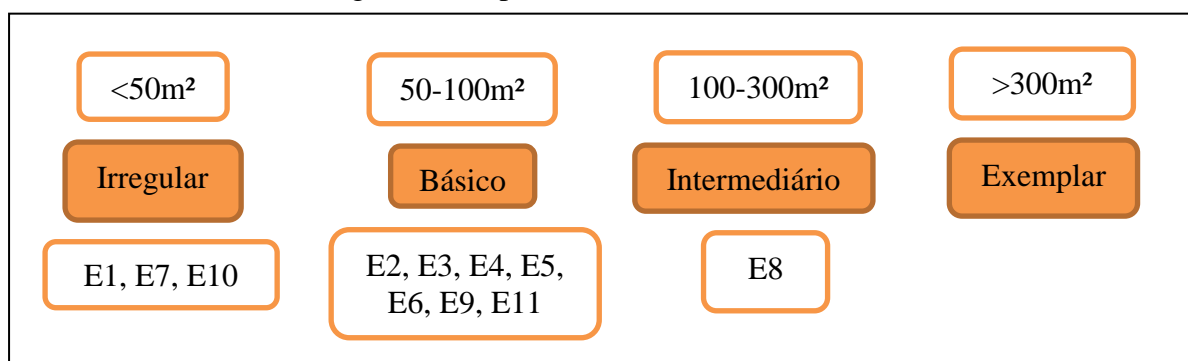 <50m²
50-100m²
100-300m²
>300m²
Irregular
Básico
Intermediário
Exemplar
E1, E7, E10
E2, E3, E4, E5,
E6, E9, E11
E8